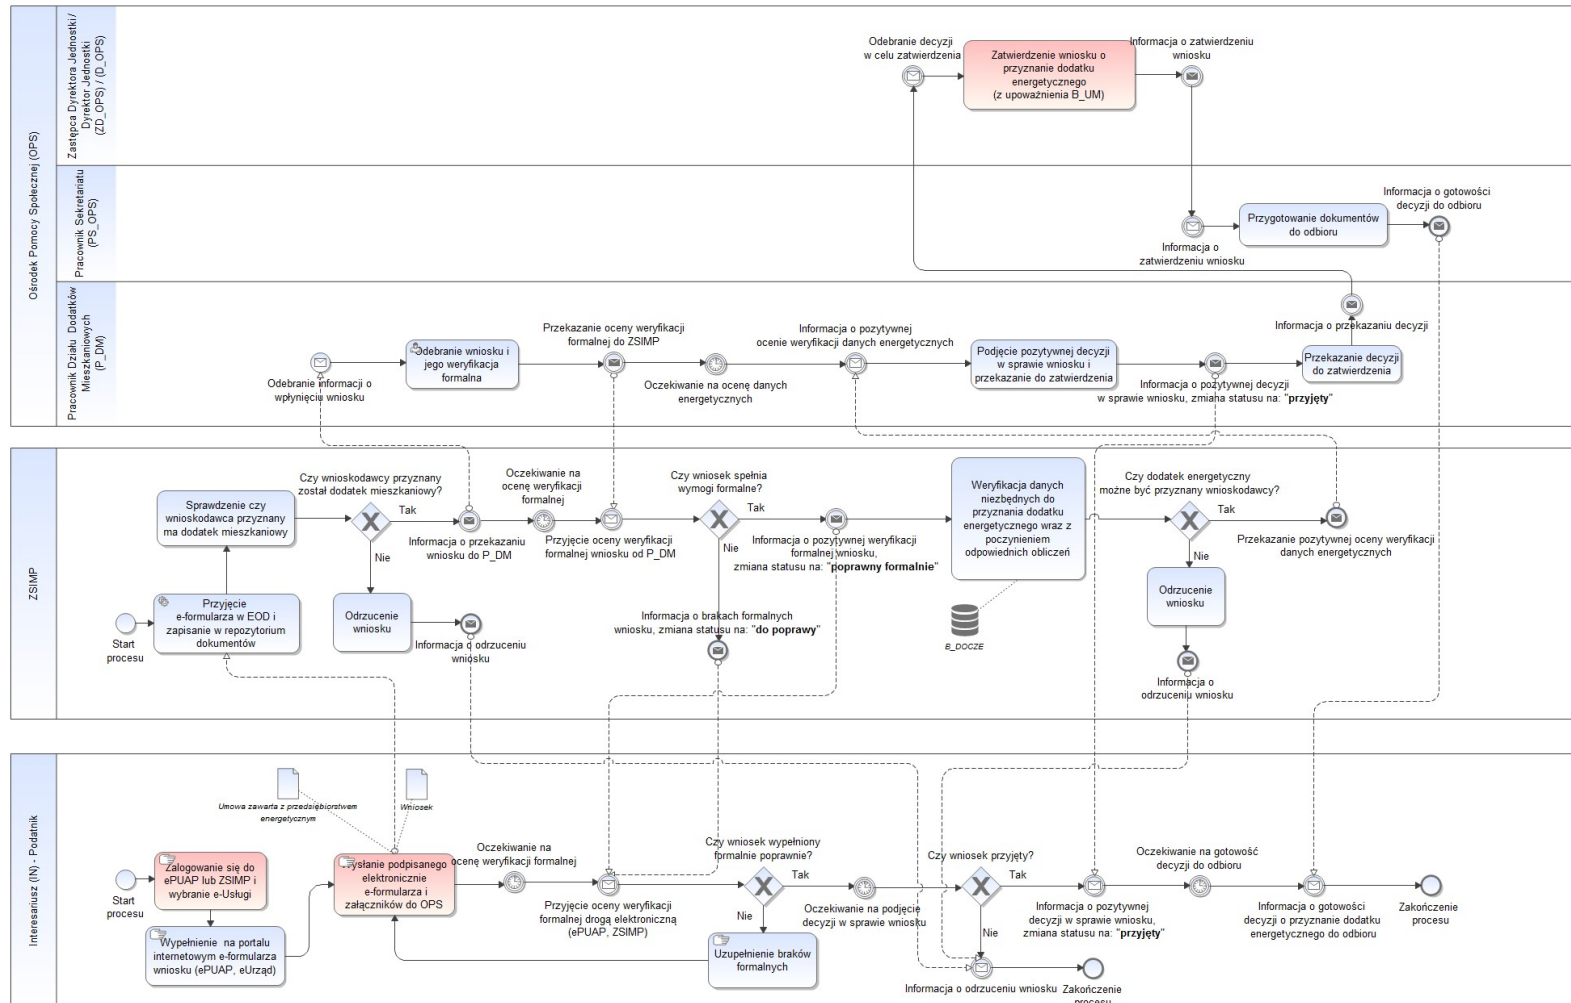 Ośrodek Pomocy Społecznej (OPS)
Zastępca Dyrektora Jednostki/
Dyrektor Jednostki
(ZD_OPS) / (D_OPS)
Odebranie decyzji
w celu zatwierdzenia
Zatwierdzenie wniosku o
przyznanie dodatku
energetycznego
(z upoważnienia B_UM)
Informacja o zatwierdzeniu
wniosku
Pracownik Sekretariatu
(PS_OPS)
Informacja o
zatwierdzeniu wniosku
Przygotowanie dokumentów
do odbioru
Informacja o gotowości
decyzji do odbioru
Pracownik Działu Dodatków
Mieszkaniowych
(P_DM)
Odebranie informacji o
wpłynięciu wniosku
Odebranie wniosku i
jego weryfikacja
formalna
Przekazanie oceny weryfikacji
formalnej do ZSIMP
Oczekiwanie na ocenę danych
energetycznych
Informacja o pozytywnej
ocenie weryfikacji danych energetycznych
Podjęcie pozytywnej decyzji
w sprawie wniosku i
przekazanie do zatwierdzenia
Informacja o pozytywnej decyzji
w sprawie wniosku, zmiana statusu na: "przyjęty"
Przekazanie decyzji
do zatwierdzenia
Informacja o przekazaniu decyzji
ZSIMP
Start
procesu
Przyjęcie
e-formularza w EOD i
zapisanie w repozytorium
dokumentów
Sprawdzenie czy
wnioskodawca przyznany
ma dodatek mieszkaniowy
Czy wnioskodawcy przyznany
został dodatek mieszkaniowy?
Tak
Nie
Odrzucenie
wniosku
Informacja o odrzuceniu
wniosku
Informacja o przekazaniu
wniosku do P_DM
Oczekiwanie na
ocenę weryfikacji
formalnej
Przyjęcie oceny weryfikacji
formalnej wniosku od P_DM
Czy wniosek spełnia
wymogi formalne?
Tak
Nie
Informacja o pozytywnej weryfikacji
formalnej wniosku,
zmiana statusu na: "poprawny formalnie"
Informacja o brakach formalnych
wniosku, zmiana statusu na: "do poprawy"
Weryfikacja danych
niezbędnych do
przyznania dodatku
energetycznego wraz z
poczynieniem
odpowiednich obliczeń
B_DOCZE
Czy dodatek energetyczny
możne być przyznany wnioskodawcy?
Tak
Nie
Przekazanie pozytywnej oceny weryfikacji
danych energetycznych
Odrzucenie
wniosku
Informacja o
odrzuceniu wniosku
Interesariusz (IN) - Podatnik
Start
procesu
Zalogowanie się do
ePUAP lub ZSIMP i
wybranie e-Usługi
Wypełnienie na portalu
internetowym e-formularza
wniosku (ePUAP, eUrząd)
Umowa zawarta z przedsiębiorstwem
energetycznym
Wniosek
Wysłanie podpisanego
elektronicznie
e-formularza i
załączników do OPS
Oczekiwanie na
ocenę weryfikacji formalnej
Przyjęcie oceny weryfikacji
formalnej drogą elektroniczną
(ePUAP, ZSIMP)
Czy wniosek wypełniony
formalnie poprawnie?
Tak
Nie
Uzupełnienie braków
formalnych
Oczekiwanie na podjęcie
decyzji w sprawie wniosku
Czy wniosek przyjęty?
Tak
Nie
Informacja o odrzuceniu wniosku
Zakończenie
procesu
Informacja o pozytywnej
decyzji w sprawie wniosku,
zmiana statusu na: "przyjęty"
Oczekiwanie na gotowość
decyzji do odbioru
Informacja o gotowości
decyzji o przyznanie dodatku
energetycznego do odbioru
Zakończenie
procesu